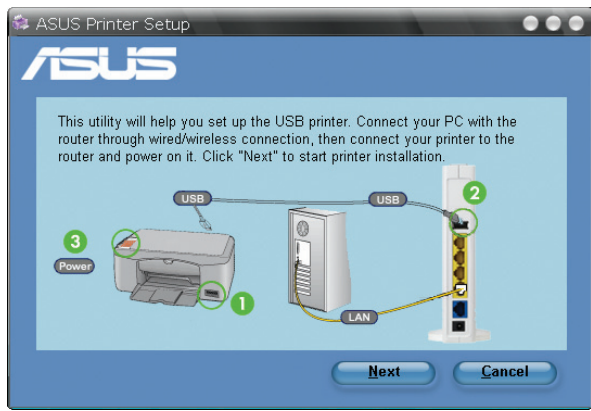 ASUS Printer Setup
ASUS
This utility will help you set up the USB printer. Connect your PC with the
router through wired/wireless connection, then connect your printer to the
router and power on it. Click "Next" to start printer installation.
USB
USB
2
3
Power
1
LAN
Next
Cancel